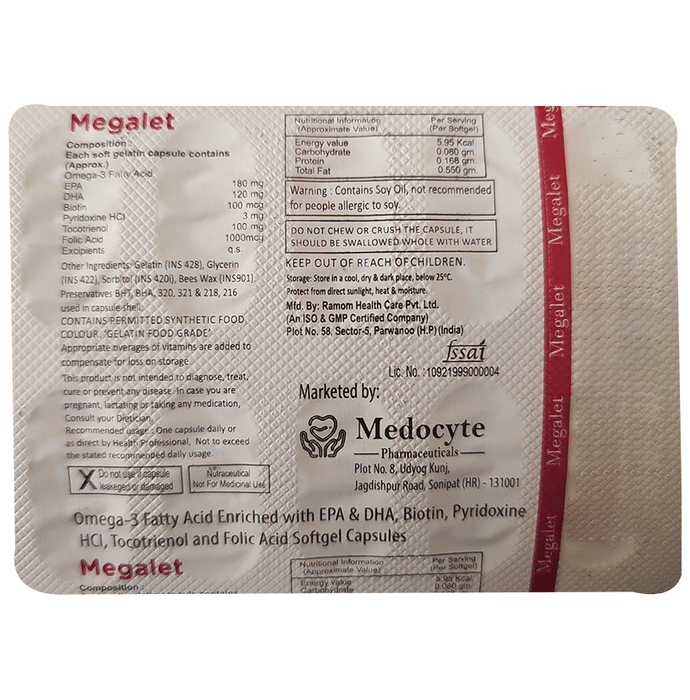 Megalet
Composition :
Each soft gelatin capsule contains
(Approx.)
Omega-3 Fatty Acid
EPA 180 mg
DHA 120 mg
Biotin 100 mcg
Pyridoxine HCl 3 mg
Tocotrienol 100 mg
Folic Acid 1000mcg
Excipients q.s.
Other Ingredients: Gelatin (INS 428), Glycerin
(INS 422), Sorbitol (INS 420i), Bees Wax (INS901).
Preservatives BHT, BHA, 320, 321 & 218, 216
used in capsule shell.
CONTAINS PERMITTED SYNTHETIC FOOD
COLOUR. 'GELATIN FOOD GRADE'
Appropriate overages of vitamins are added to
compensate for loss on storage
This product is not intended to diagnose, treat,
cure or prevent any disease. In case you are
pregnant, lactating or taking any medication,
Consult your Dietician.
Recommended usage : One capsule daily or
as direct by Health Professional, Not to exceed
the stated recommended daily usage.
X Do not use if capsule
leakeged or damaged
Nutraceutical
Not For Medicinal Use
Nutritional Information Per Serving
(Approximate Value) (Per Softgel)
Energy value 5.95 Kcal
Carbohydrate 0.080 gm.
Protein 0.168 gm.
Total Fat 0.550 gm.
Warning : Contains Soy Oil, not recommended
for people allergic to soy.
DO NOT CHEW OR CRUSH THE CAPSULE, IT
SHOULD BE SWALLOWED WHOLE WITH WATER
KEEP OUT OF REACH OF CHILDREN.
Storage: Store in a cool, dry & dark place, below 25°C.
Protect from direct sunlight, heat & moisture.
Mfd. By: Ramom Health Care Pvt. Ltd.
(An ISO & GMP Certified Company)
Plot No. 58, Sector-5, Parwanoo (H.P) (India)
fssai
Lic. No. :10921999000004
Marketed by:
Medocyte
Pharmaceuticals
Plot No. 8, Udyog Kunj,
Jagdishpur Road, Sonipat (HR) - 131001
Omega-3 Fatty Acid Enriched with EPA & DHA, Biotin, Pyridoxine
HCl, Tocotrienol and Folic Acid Softgel Capsules
Megalet
Composition :
Nutritional Information Per Serving
(Approximate Value) (Per Softgel)
Energy value 5.95 Kcal
Carbohydrate 0.080 gm.
Megalet
Megalet
Megalet
Megalet
Megalet